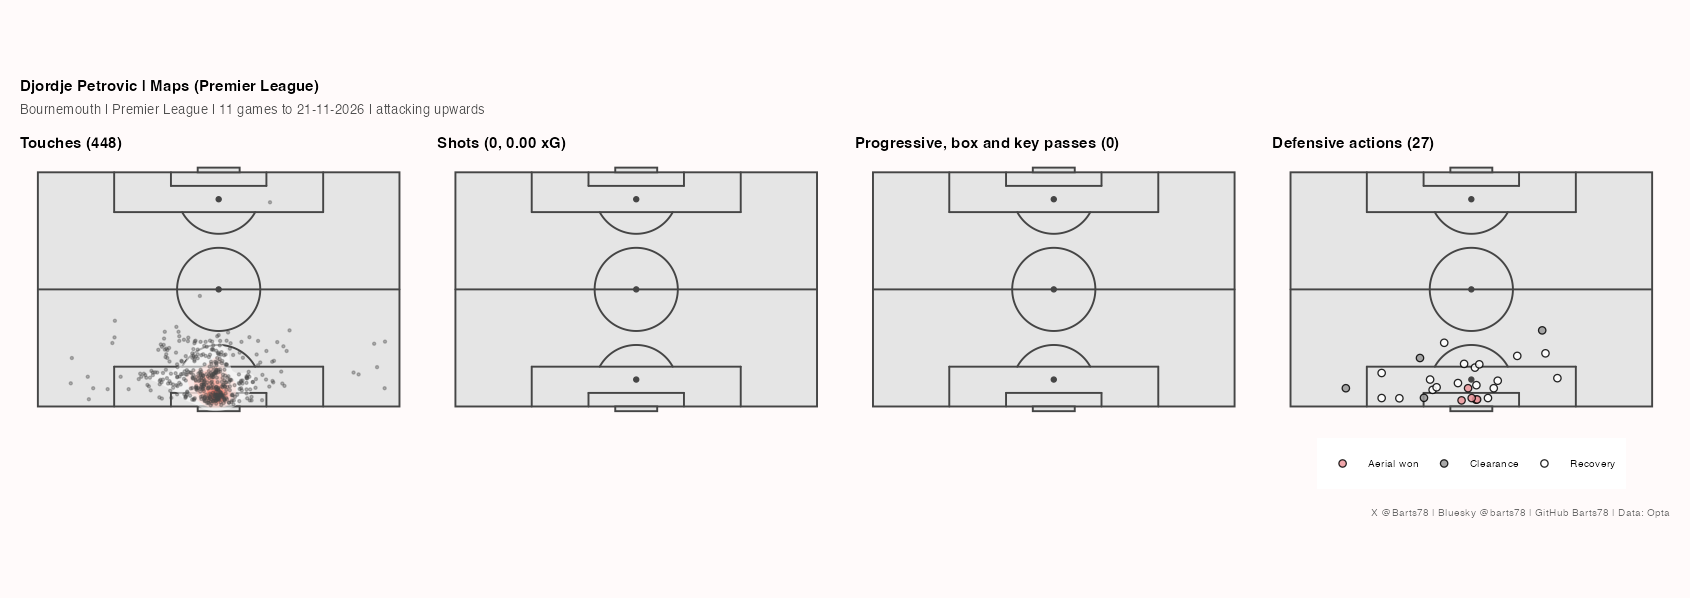 Djordje Petrovic | Maps (Premier League)
Bournemouth | Premier League | 11 games to 21-11-2026 | attacking upwards
Touches (448)
Shots (0, 0.00 xG)
Progressive, box and key passes (0)
Defensive actions (27)
Aerial won
Clearance
Recovery
X @Barts78 | Bluesky @barts78 | GitHub Barts78 | Data: Opta